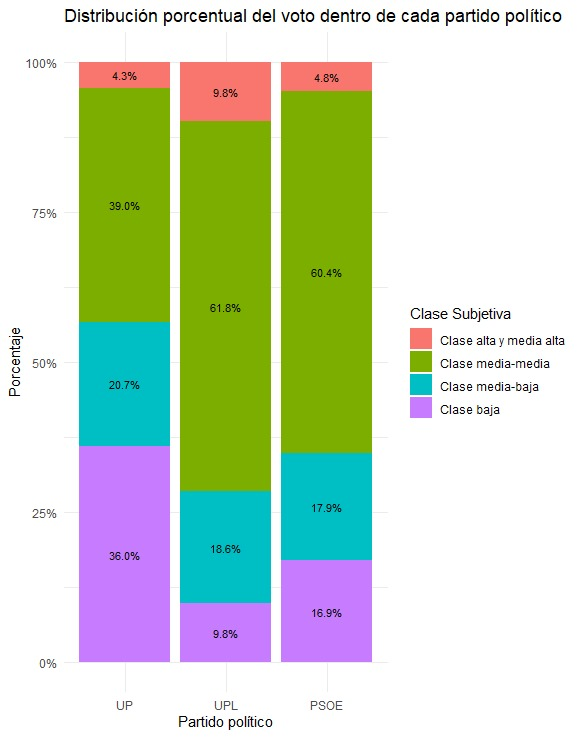 Distribución porcentual del voto dentro de cada partido político
100%
75%
50%
25%
0%
Porcentaje
4.3%
39.0%
20.7%
36.0%
9.8%
61.8%
18.6%
9.8%
4.8%
60.4%
17.9%
16.9%
UP
UPL
PSOE
Partido político
Clase Subjetiva
Clase alta y media alta
Clase media-media
Clase media-baja
Clase baja